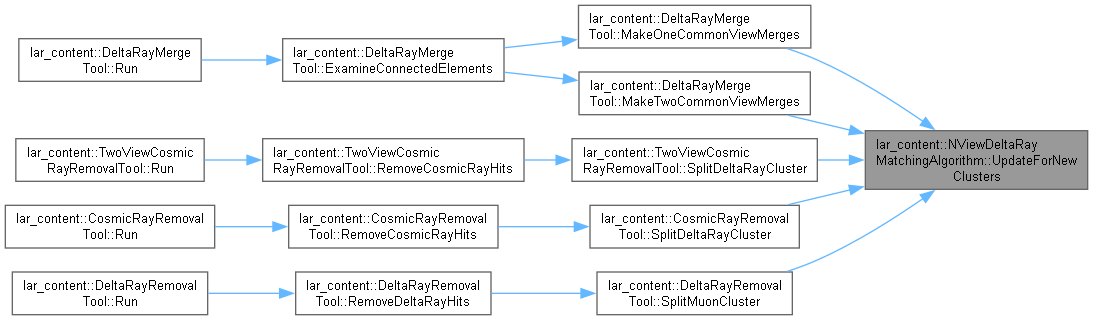 lar_content::DeltaRayMerge
Tool::MakeOneCommonViewMerges
lar_content::DeltaRayMerge
Tool::Run
lar_content::DeltaRayMerge
Tool::ExamineConnectedElements
lar_content::DeltaRayMerge
Tool::MakeTwoCommonViewMerges
lar_content::NViewDeltaRay
MatchingAlgorithm::UpdateForNew
Clusters
lar_content::TwoViewCosmic
RayRemovalTool::Run
lar_content::TwoViewCosmic
RayRemovalTool::RemoveCosmicRayHits
lar_content::TwoViewCosmic
RayRemovalTool::SplitDeltaRayCluster
lar_content::CosmicRayRemoval
Tool::Run
lar_content::CosmicRayRemoval
Tool::RemoveCosmicRayHits
lar_content::CosmicRayRemoval
Tool::SplitDeltaRayCluster
lar_content::DeltaRayRemoval
Tool::Run
lar_content::DeltaRayRemoval
Tool::RemoveDeltaRayHits
lar_content::DeltaRayRemoval
Tool::SplitMuonCluster